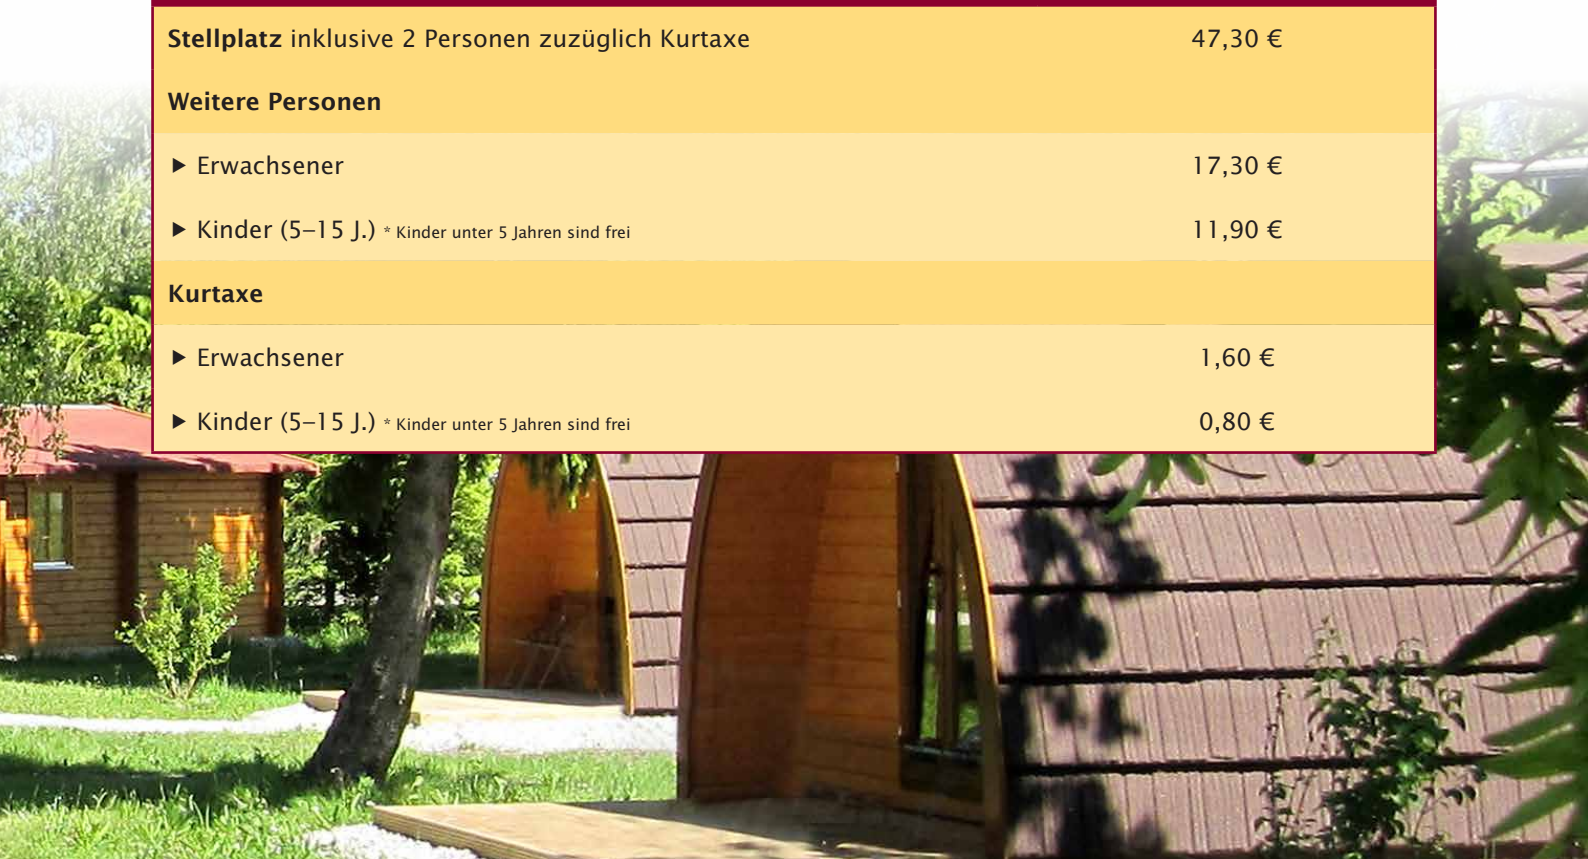 Stellplatz inklusive 2 Personen zuzüglich Kurtaxe 47,30 €
Weitere Personen
▶ Erwachsener 17,30 €
▶ Kinder (5–15 J.) * Kinder unter 5 Jahren sind frei 11,90 €
Kurtaxe
▶ Erwachsener 1,60 €
▶ Kinder (5–15 J.) * Kinder unter 5 Jahren sind frei 0,80 €